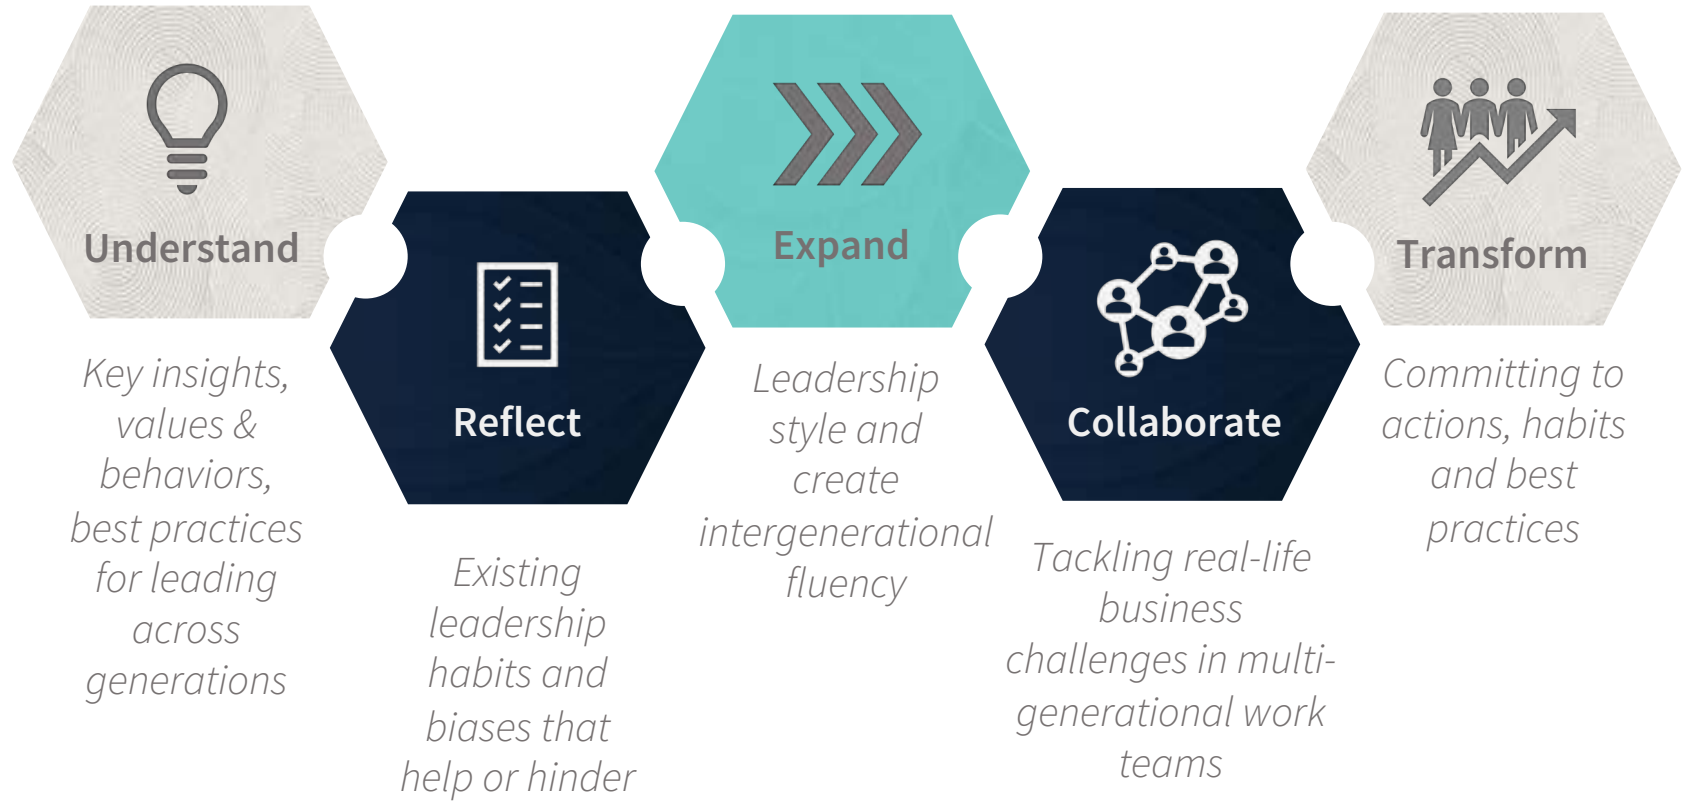 Understand
Key insights,
values &
behaviors,
best practices
for leading
across
generations
Reflect
Existing
leadership
habits and
biases that
help or hinder
Expand
Leadership
style and
create
intergenerational
fluency
Collaborate
Tackling real-life
business
challenges in multi-
generational work
teams
Transform
Committing to
actions, habits
and best
practices